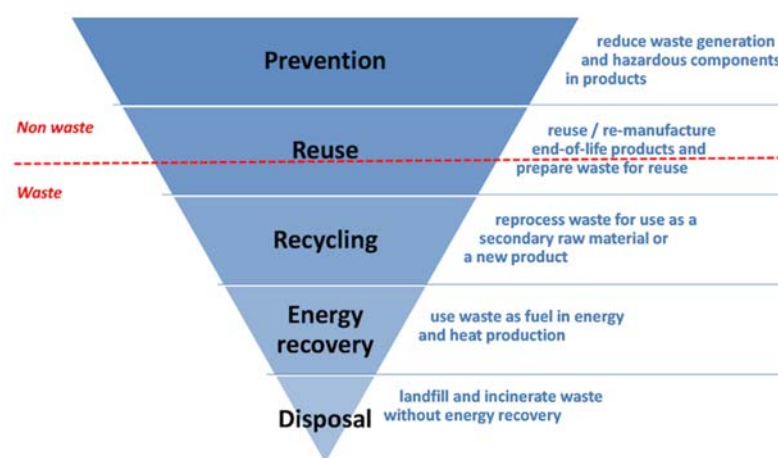 Prevention
reduce waste generation
and hazardous components
in products
Non waste
Reuse
reuse / re-manufacture
end-of-life products and
prepare waste for reuse
Waste
Recycling
reprocess waste for use as a
secondary raw material or
a new product
Energy
recovery
use waste as fuel in energy
and heat production
Disposal
landfill and incinerate waste
without energy recovery